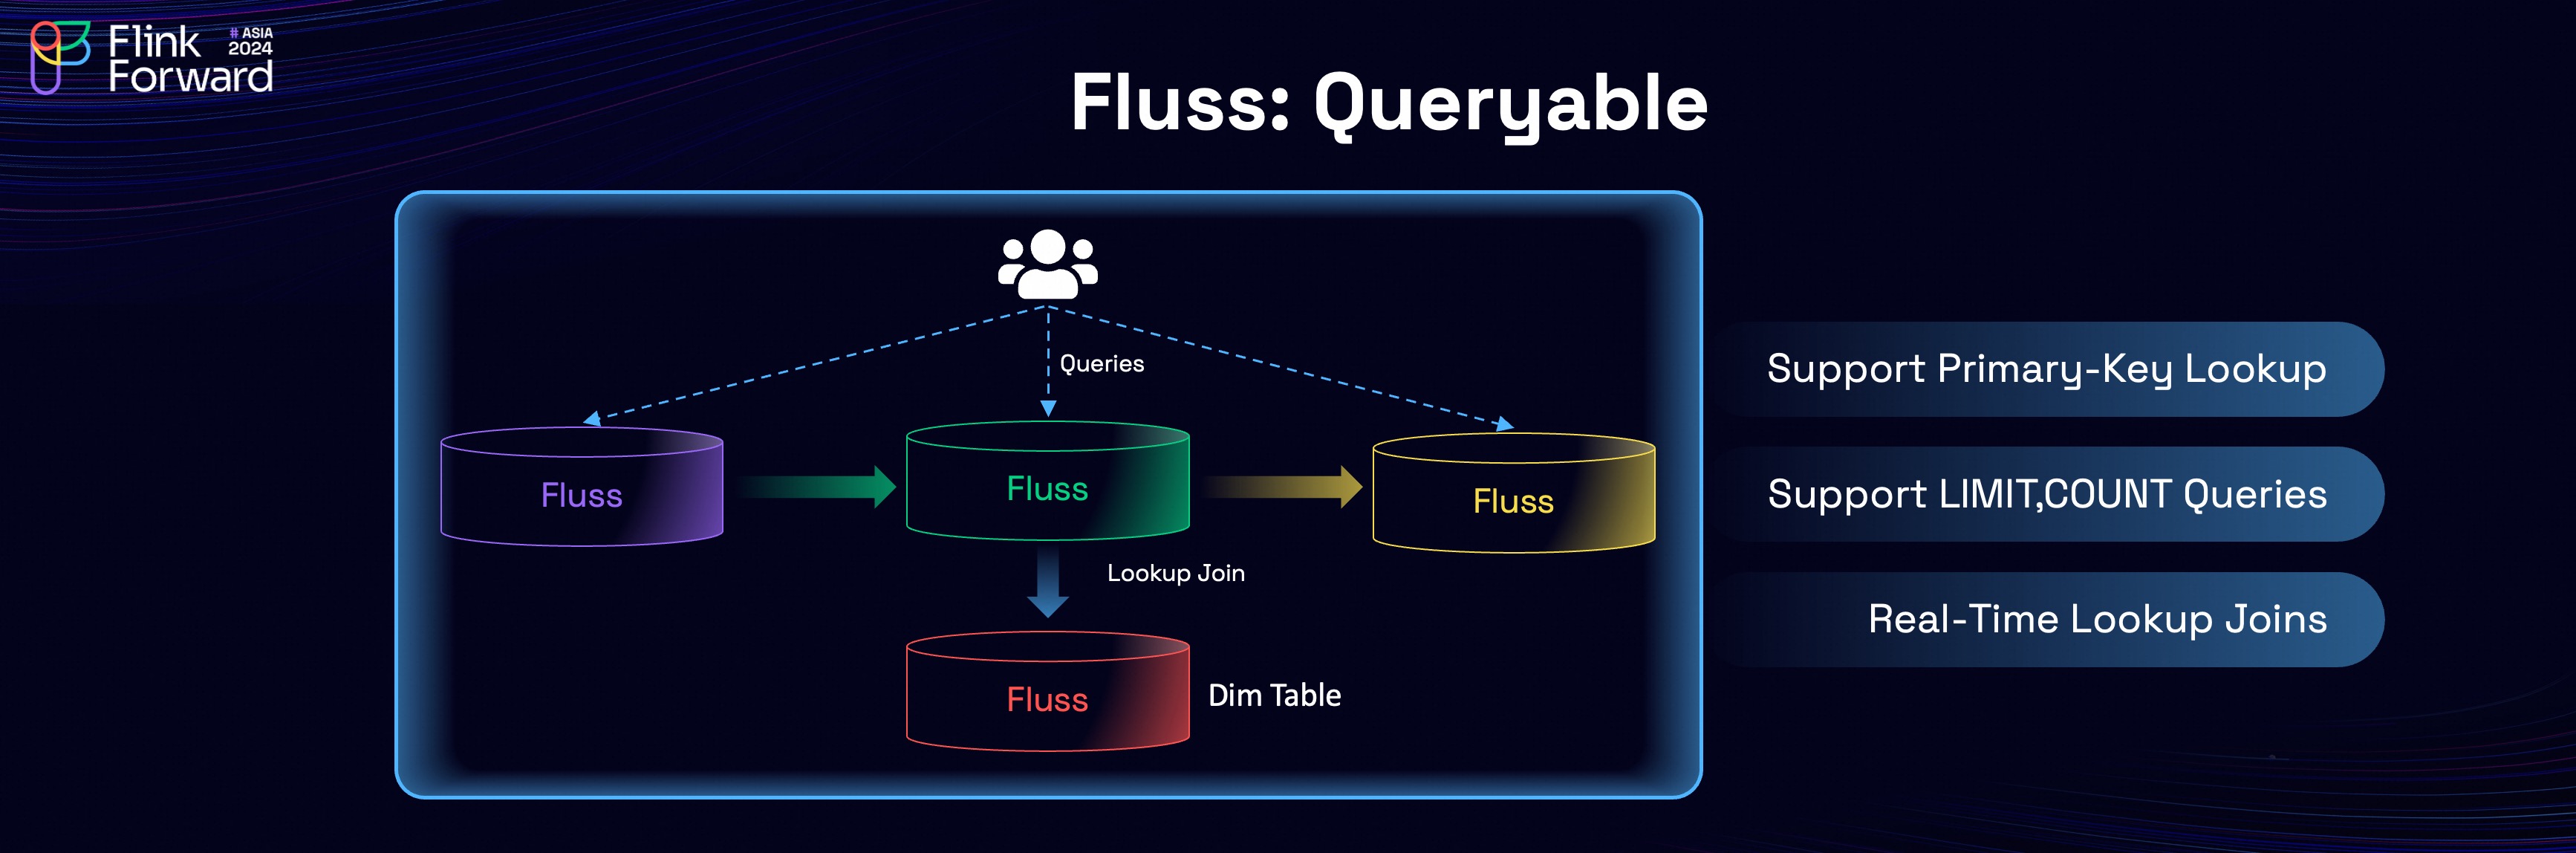 Flink
# ASIA
2024
Forward
Fluss: Queryable
Queries
Fluss
Fluss
Fluss
Lookup Join
Fluss
Dim Table
Support Primary-Key Lookup
Support LIMIT,COUNT Queries
Real-Time Lookup Joins